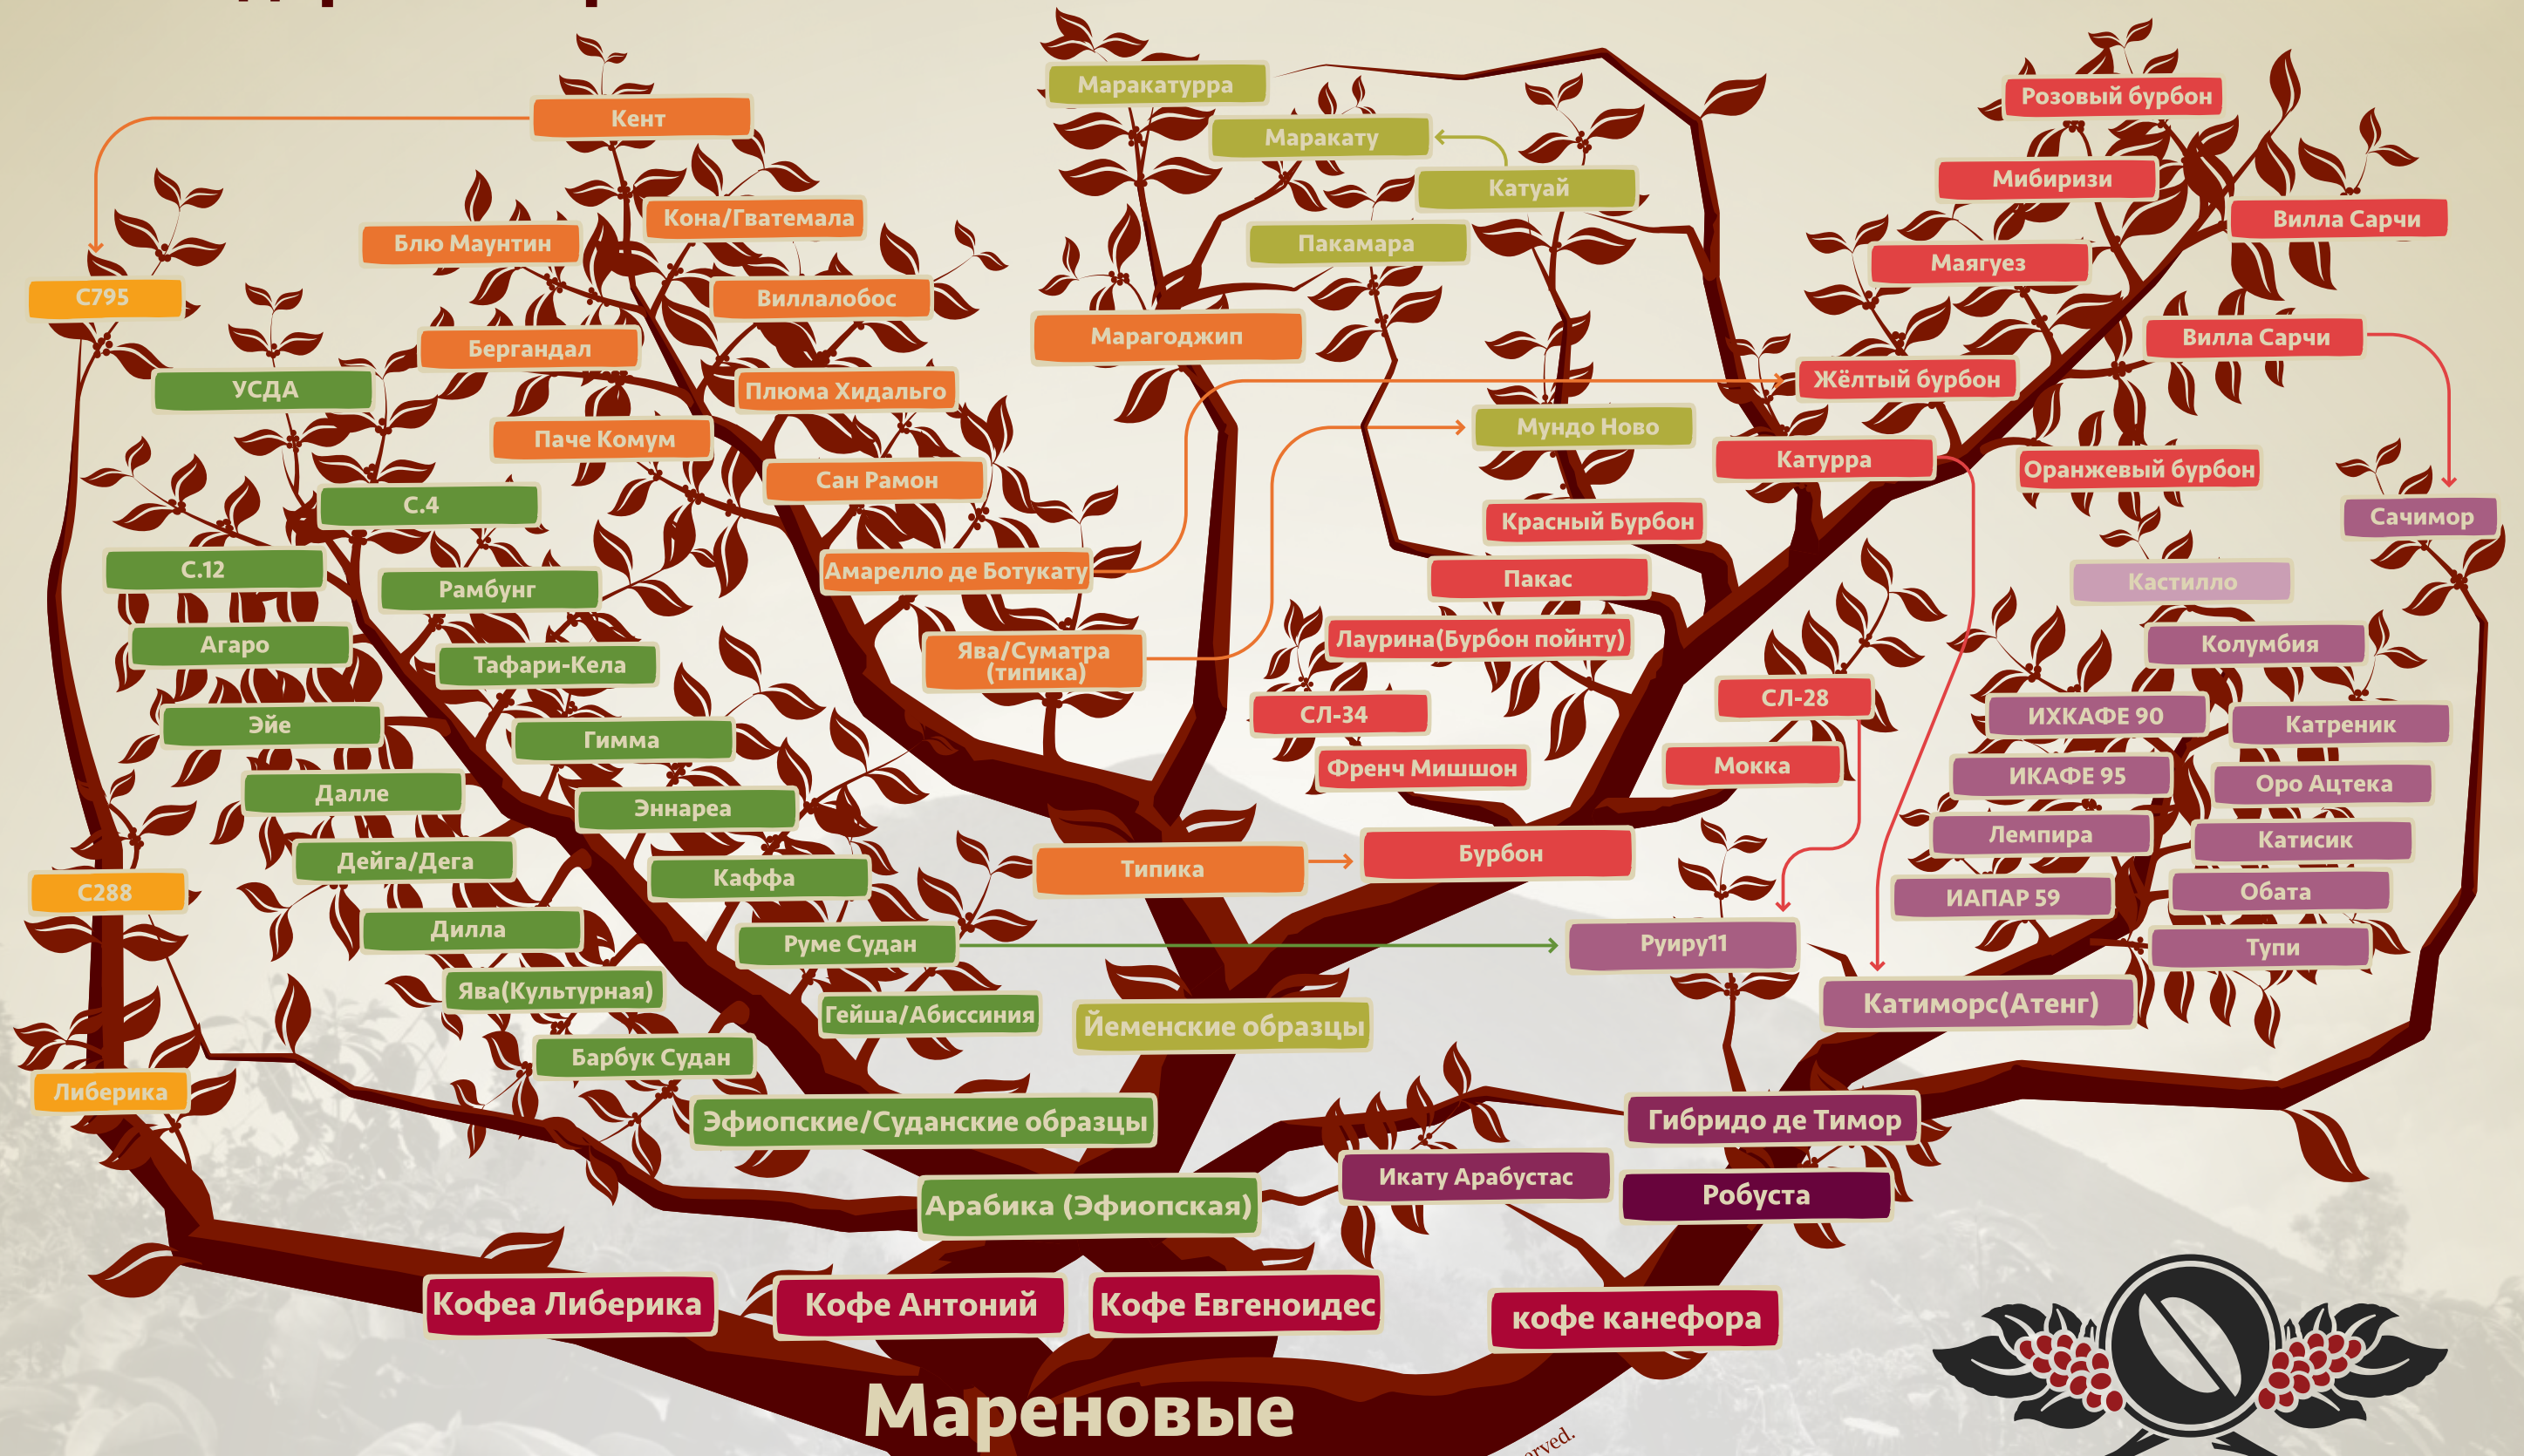 Маракатурра
Розовый бурбон
Кент
Маракату
Мибиризи
Катуай
Кона/Гватемала
Вилла Сарчи
Блю Маунтин
Пакамара
Маягуез
С795
Виллалобос
Марагоджип
Вилла Сарчи
Бергандал
Жёлтый бурбон
УСДА
Плюма Хидальго
Мундо Ново
Паче Комум
Катурра
Оранжевый бурбон
Сан Рамон
С.4
Красный Бурбон
Сачимор
С.12
Амарелло де Ботукату
Пакас
Кастилло
Рамбунг
Лаурина(Бурбон пойнту)
Агаро
Колумбия
Ява/Суматра
(типика)
Тафари-Кела
СЛ-28
СЛ-34
ИХКАФЕ 90
Эйе
Катреник
Гимма
Френч Мишшон
Мокка
ИКАФЕ 95
Оро Ацтека
Далле
Эннареа
Лемпира
Катисик
Бурбон
Дейга/Дега
Типика
Каффа
С288
Обата
ИАПАР 59
Дилла
Руме Судан
Руиру11
Тупи
Ява(Культурная)
Катиморс(Атенг)
Гейша/Абиссиния
Йеменские образцы
Барбук Судан
Либерика
Эфиопские/Суданские образцы
Гибридо де Тимор
Икату Арабустас
Робуста
Арабика (Эфиопская)
Кофеа Либерика
Кофе Антоний
Кофе Евгеноидес
кофе канефора
Мареновые